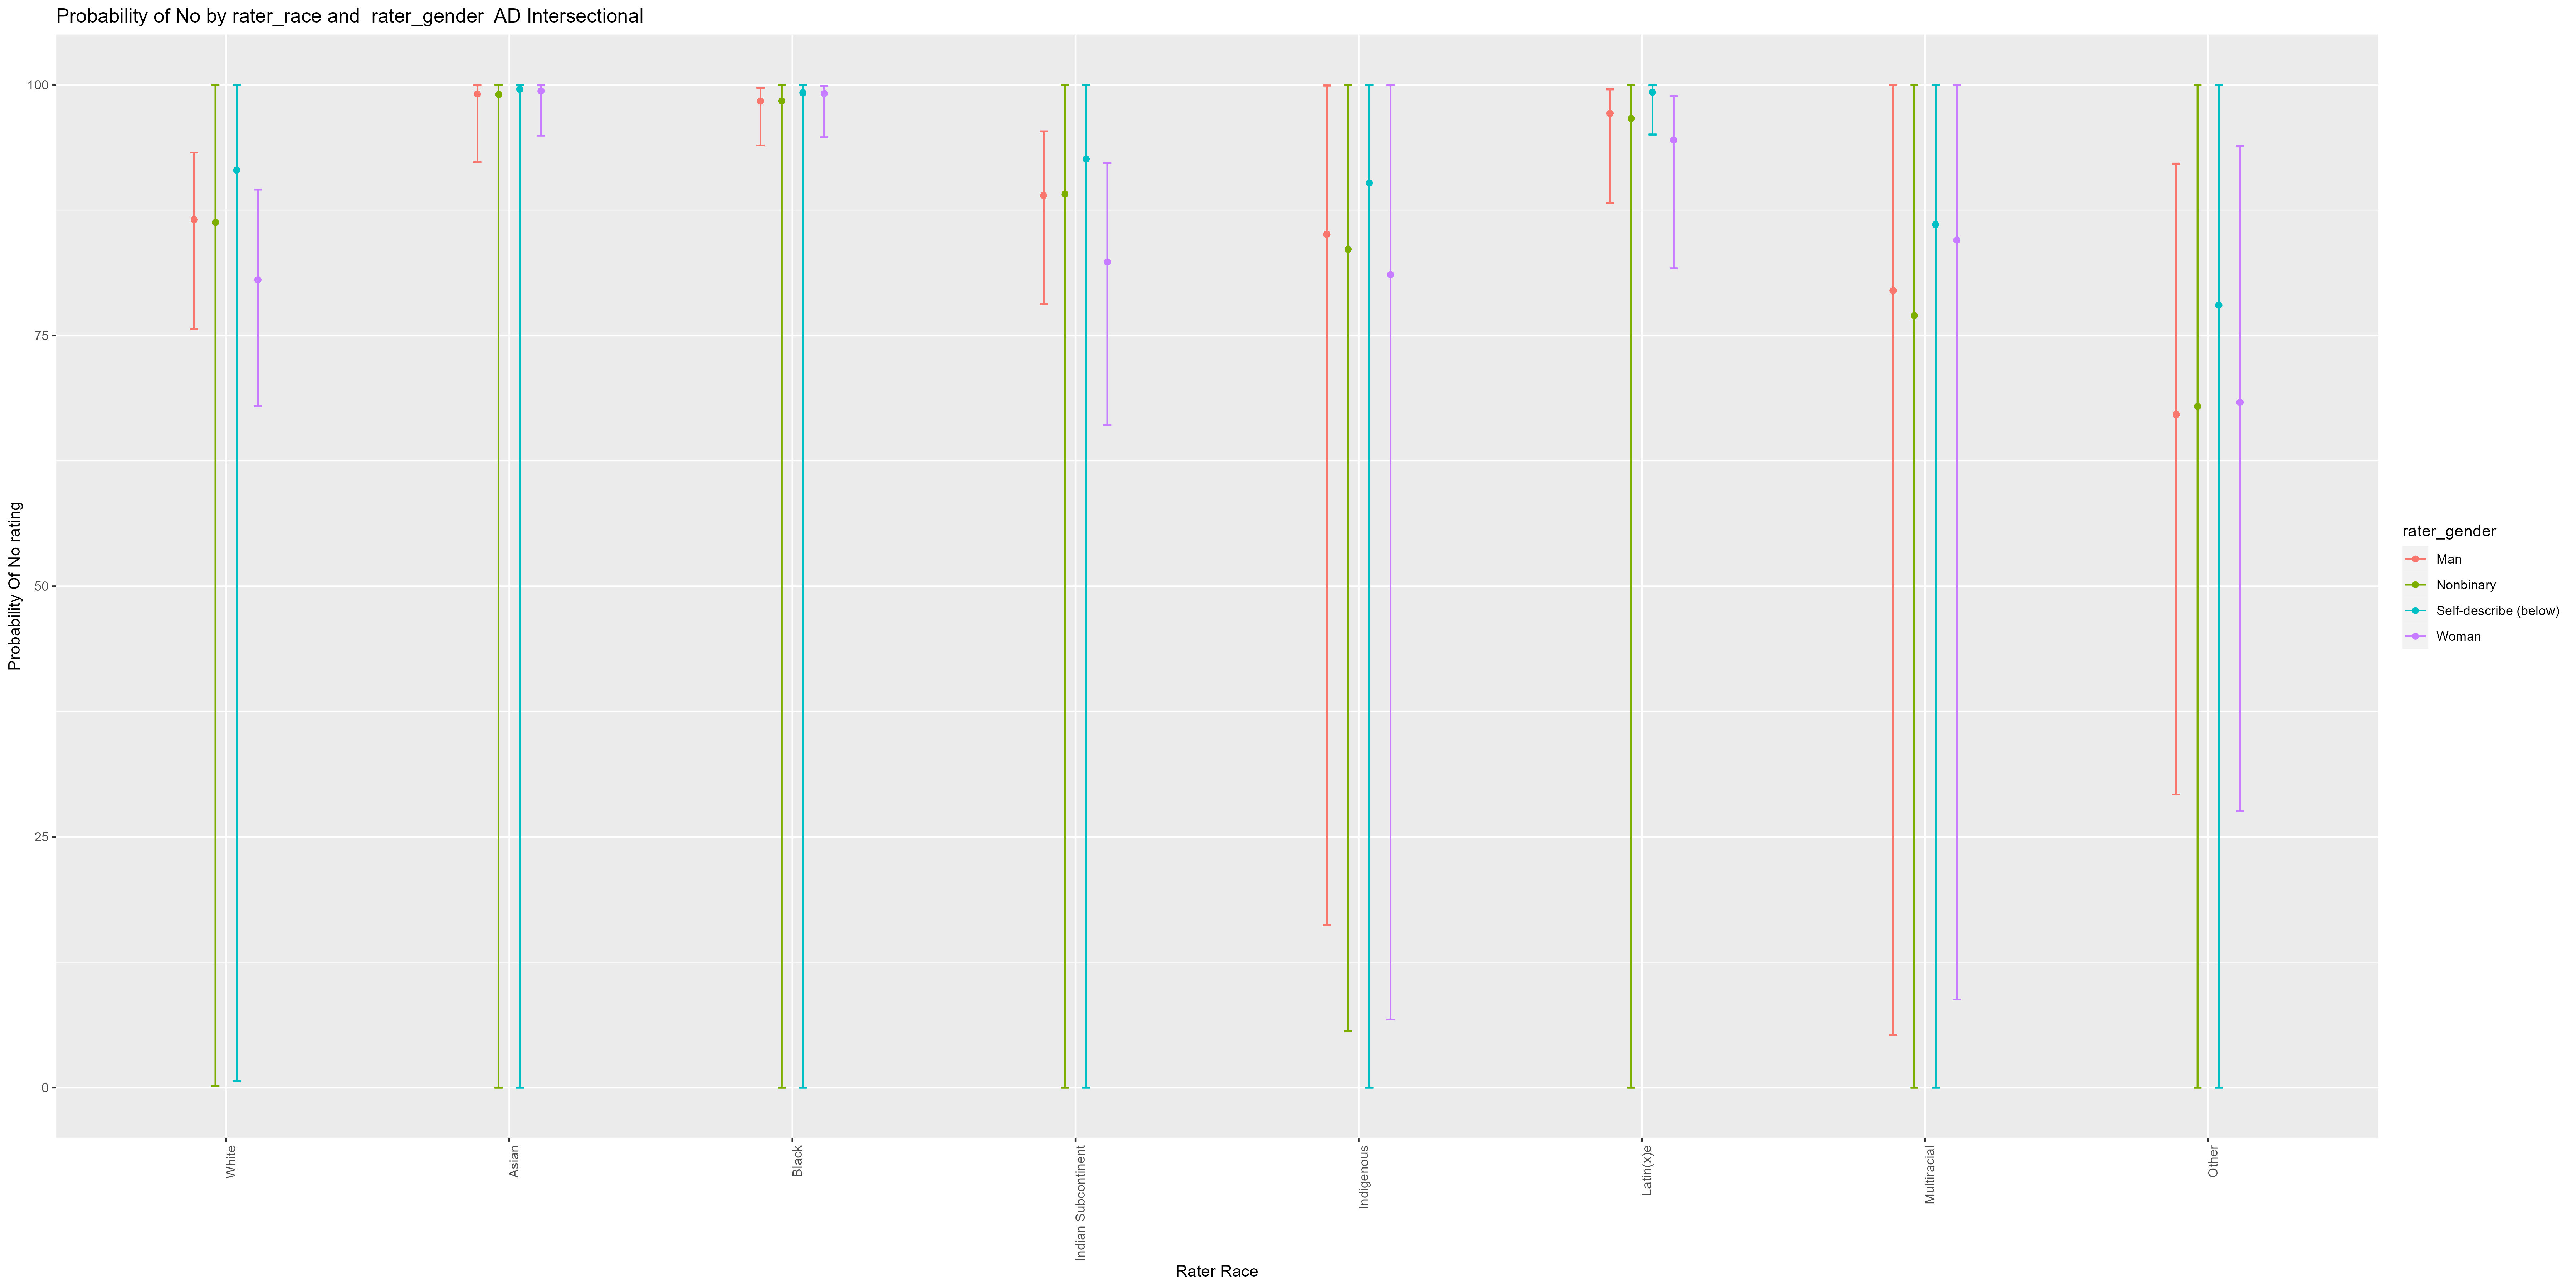 Probability of No by rater_race and  rater_gender  AD Intersectional
Probability Of No rating
100
75
50
25
0
White
Asian
Black
Indian Subcontinent
Indigenous
Latin(x)e
Multiracial
Other
Rater Race
rater_gender
Man
Nonbinary
Self-describe (below)
Woman